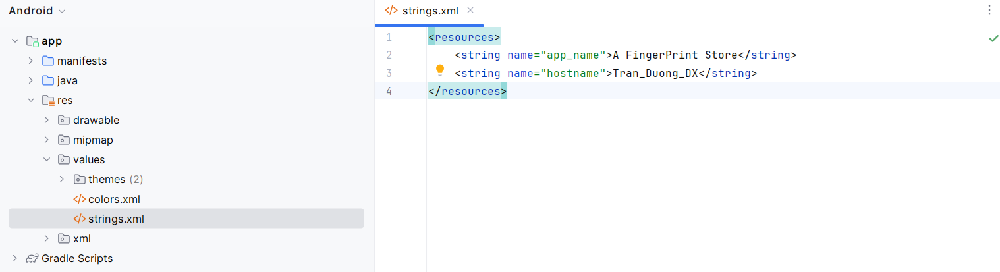 Android
app
manifests
java
res
drawable
mipmap
values
themes (2)
colors.xml
strings.xml
xml
Gradle Scripts
strings.xml
1 <resources>
2     <string name="app_name">A FingerPrint Store</string>
3     <string name="hostname">Tran_Duong_DX</string>
4 </resources>